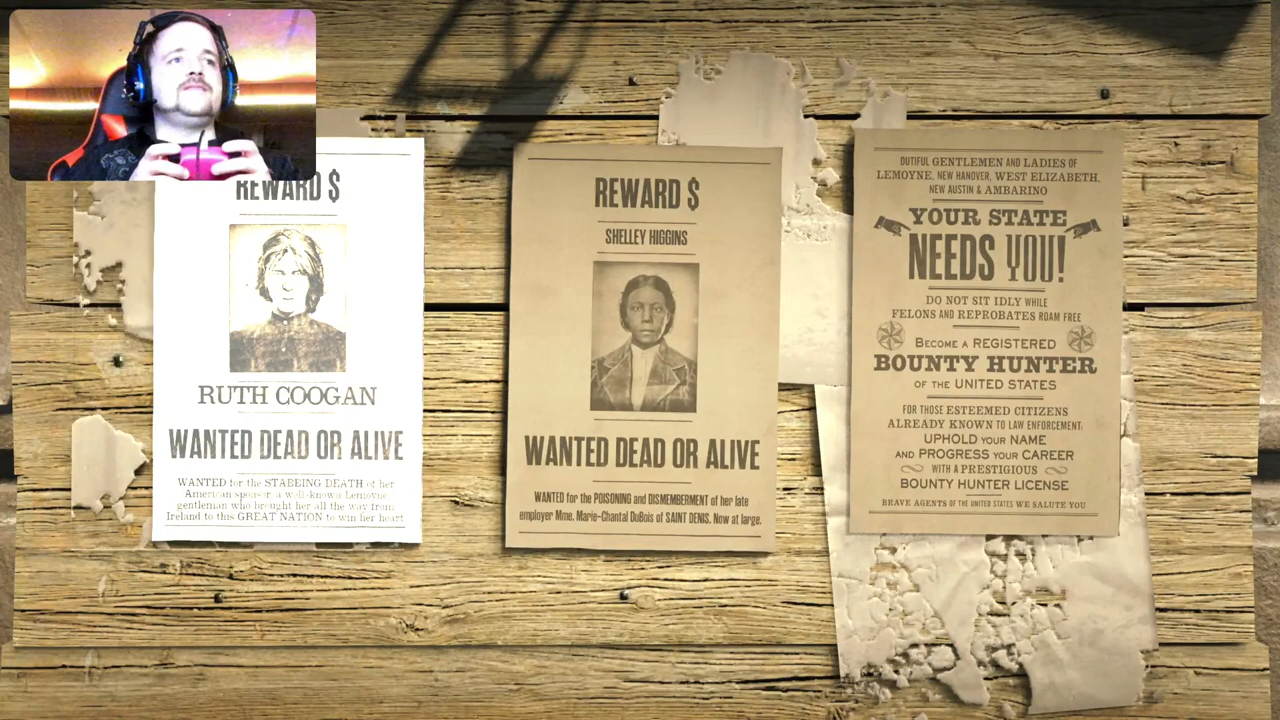 REWARD $
RUTH COOGAN
WANTED DEAD OR ALIVE
WANTED for the STABBING DEATH of her
American sponsor, a well-known Lemoyne
gentleman who brought her all the way from
Ireland to this GREAT NATION to win her heart
REWARD $
SHELLEY HIGGINS
WANTED DEAD OR ALIVE
WANTED for the POISONING and DISMEMBERMENT of her late
employer Mme. Marie-Chantal DuBois of SAINT DENIS. Now at large.
DUTIFUL GENTLEMEN AND LADIES OF
LEMOYNE, NEW HANOVER, WEST ELIZABETH,
NEW AUSTIN & AMBARINO
YOUR STATE
NEEDS YOU!
DO NOT SIT IDLY WHILE
FELONS AND REPROBATES ROAM FREE
BECOME A REGISTERED
BOUNTY HUNTER
OF THE UNITED STATES
FOR THOSE ESTEEMED CITIZENS
ALREADY KNOWN TO LAW ENFORCEMENT:
UPHOLD YOUR NAME
AND PROGRESS YOUR CAREER
WITH A PRESTIGIOUS
BOUNTY HUNTER LICENSE
BRAVE AGENTS OF THE UNITED STATES WE SALUTE YOU